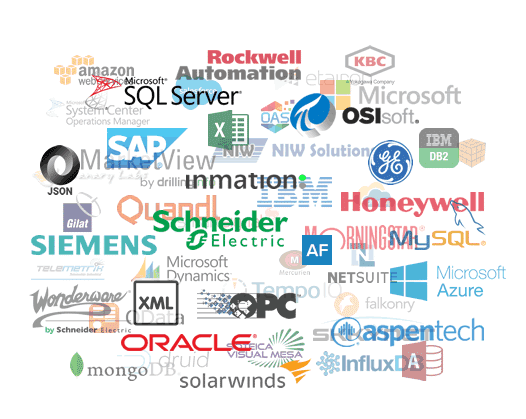 Rockwell
Automation
KBC
A Yokogawa Company
amazon
web services
Microsoft®
SQL Server®
Microsoft
System Center
Operations Manager
OAS
OSIsoft.
SAP
NIW
NIW Solutions
IBM
DB2
JSON
MarketView
by drillinginfo
inmation
IBM
Quandl
Honeywell
Gilat
Schneider
Electric
SIEMENS
AF
MORNINGSTAR
MySQL®
TELEMETRIK
Microsoft
Dynamics
Mercurien
NETSUITE
Microsoft
Azure
Wonderware
by Schneider Electric
XML
OData
OPC
Tempo IQ
falkonry
ORACLE®
SOTEICA
VISUAL MESA
aspentech
druid
mongoDB
solarwinds
InfluxDB
A